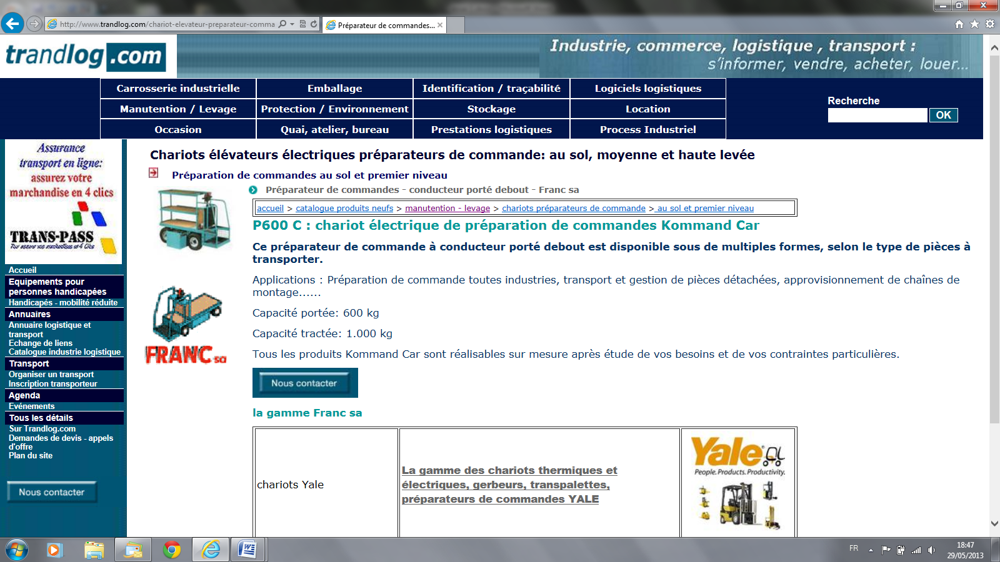 http://www.trandlog.com/chariot-elevateur-preparateur-comma
Préparateur de commandes...
trandlog.com
Industrie, commerce, logistique , transport :
s'informer, vendre, acheter, louer...
Carrosserie industrielle
Emballage
Identification / traçabilité
Logiciels logistiques
Manutention / Levage
Protection / Environnement
Stockage
Location
Occasion
Quai, atelier, bureau
Prestations logistiques
Process Industriel
Recherche
OK
Assurance
transport en ligne:
assurez votre
marchandise en 4 clics
TRANS-PASS
Pour assurer vos marchandises en 4 Clics
Accueil
Equipements pour
personnes handicapées
Handicapés - mobilité réduite
Annuaires
Annuaire logistique et
transport
Echange de liens
Catalogue industrie logistique
Transport
Organiser un transport
Inscription transporteur
Agenda
Evénements
Tous les détails
Sur Trandlog.com
Demandes de devis - appels
d'offre
Plan du site
Nous contacter
Chariots élévateurs électriques préparateurs de commande: au sol, moyenne et haute levée
Préparation de commandes au sol et premier niveau
Préparateur de commandes - conducteur porté debout - Franc sa
accueil > catalogue produits neufs > manutention - levage > chariots préparateurs de commande > au sol et premier niveau
P600 C : chariot électrique de préparation de commandes Kommand Car
Ce préparateur de commande à conducteur porté debout est disponible sous de multiples formes, selon le type de pièces à
transporter.
Applications : Préparation de commande toutes industries, transport et gestion de pièces détachées, approvisionnement de chaînes de
montage......
Capacité portée: 600 kg
Capacité tractée: 1.000 kg
Tous les produits Kommand Car sont réalisables sur mesure après étude de vos besoins et de vos contraintes particulières.
FRANC sa
Nous contacter
la gamme Franc sa
chariots Yale
La gamme des chariots thermiques et
électriques, gerbeurs, transpalettes,
préparateurs de commandes YALE
Yale
People. Products. Productivity.
FR
18:47
29/05/2013